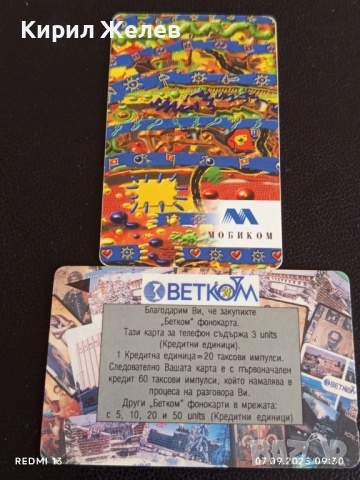 Кирил Желев
МОБИКОМ
ВЕТКОМ
Благодарим Ви, че закупихте
„Бетком" фонокарта.
Тази карта за телефон съдържа 3 units
(Кредитни единици).
1 Кредитна единица=20 таксови импулси.
Следователно Вашата карта е с първоначален
кредит 60 таксови импулси, който намалява в
процеса на разговора Ви.
Други „Бетком" фонокарти в мрежата:
с 5, 10, 20 и 50 units (Кредитни единици)
REDMI 13
07.09.2025 09:30